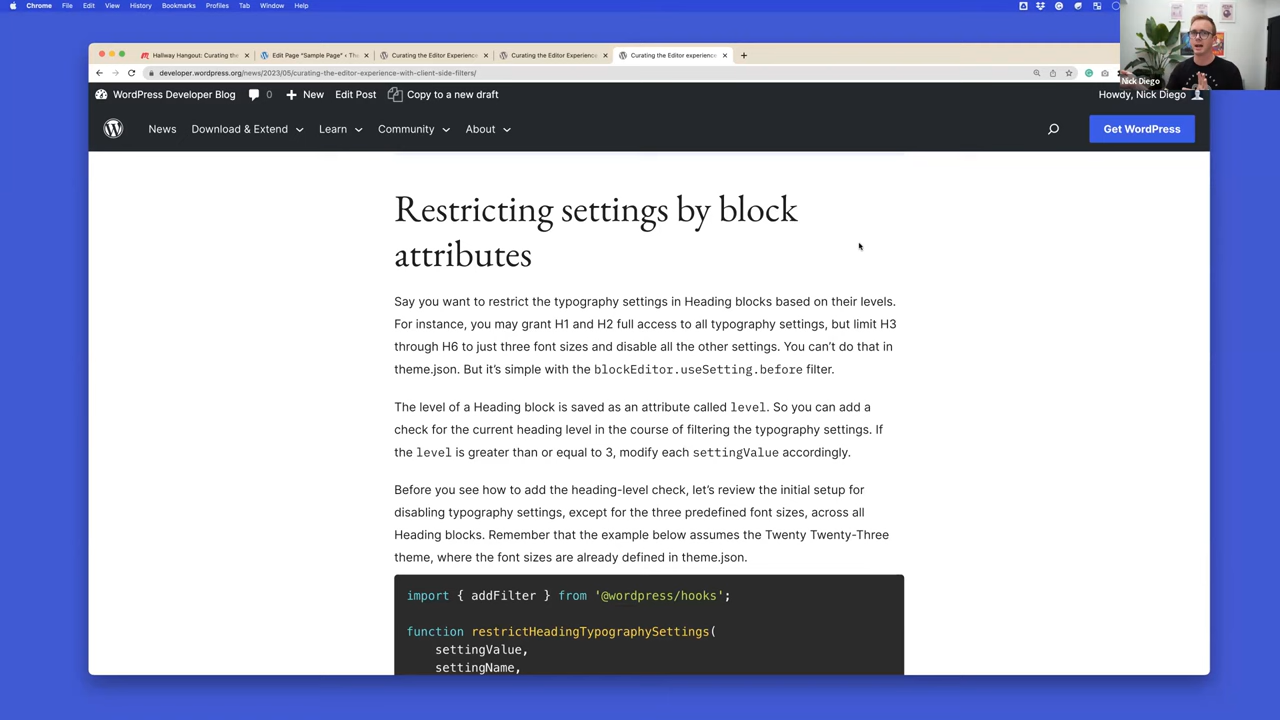 Chrome File Edit View History Bookmarks Profiles Tab Window Help
Hallway Hangout: Curating the
Edit Page "Sample Page" ‹ The
Curating the Editor Experience
Curating the Editor Experience
Curating the Editor experience
developer.wordpress.org/news/2023/05/curating-the-editor-experience-with-client-side-filters/
Nick Diego
WordPress Developer Blog 0 New Edit Post Copy to a new draft Howdy, Nick Diego
News Download & Extend Learn Community About Get WordPress
Restricting settings by block
attributes
Say you want to restrict the typography settings in Heading blocks based on their levels.
For instance, you may grant H1 and H2 full access to all typography settings, but limit H3
through H6 to just three font sizes and disable all the other settings. You can't do that in
theme.json. But it's simple with the blockEditor.useSetting.before filter.
The level of a Heading block is saved as an attribute called level. So you can add a
check for the current heading level in the course of filtering the typography settings. If
the level is greater than or equal to 3, modify each settingValue accordingly.
Before you see how to add the heading-level check, let's review the initial setup for
disabling typography settings, except for the three predefined font sizes, across all
Heading blocks. Remember that the example below assumes the Twenty Twenty-Three
theme, where the font sizes are already defined in theme.json.
import { addFilter } from '@wordpress/hooks';
function restrictHeadingTypographySettings(
settingValue,
settingName,